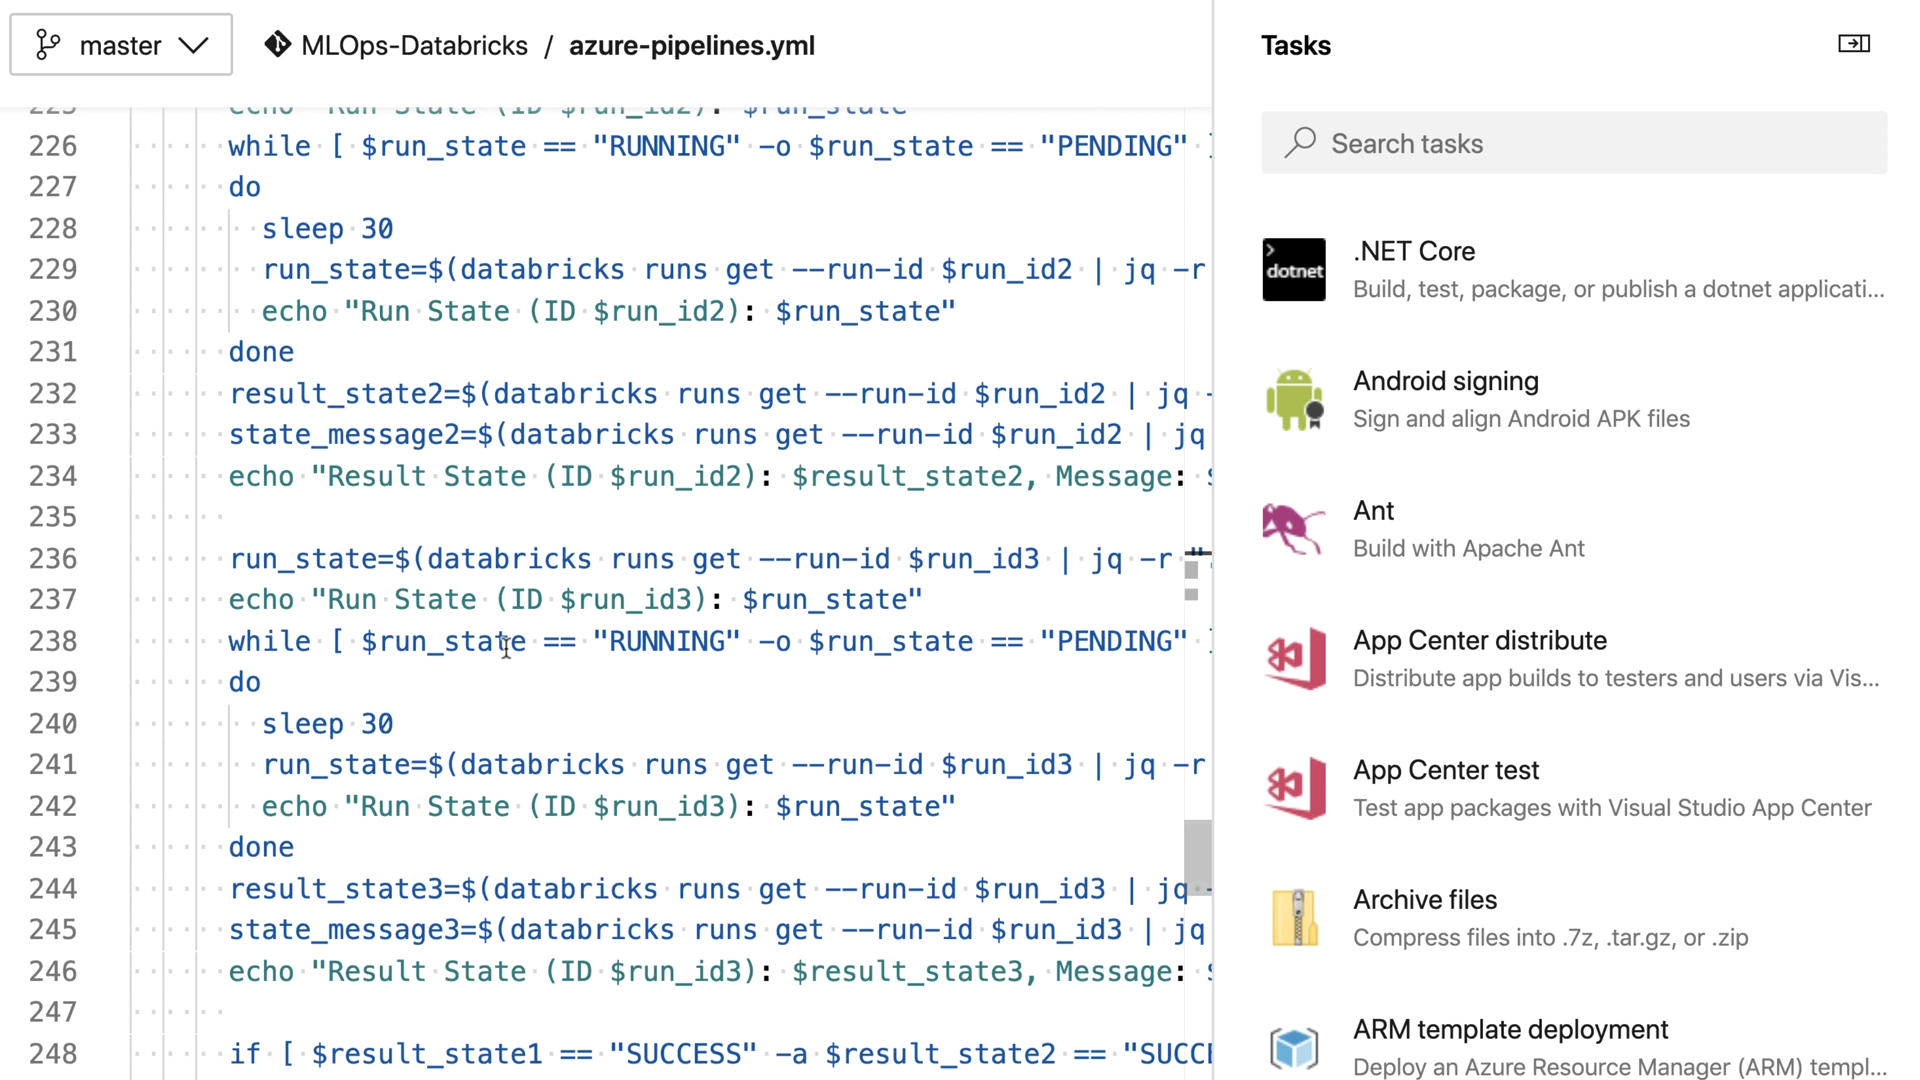 master
MLOps-Databricks / azure-pipelines.yml
225 echo "Run State (ID $run_id2): $run_state"
226 while [ $run_state == "RUNNING" -o $run_state == "PENDING" ]
227 do
228 sleep 30
229 run_state=$(databricks runs get --run-id $run_id2 | jq -r
230 echo "Run State (ID $run_id2): $run_state"
231 done
232 result_state2=$(databricks runs get --run-id $run_id2 | jq -
233 state_message2=$(databricks runs get --run-id $run_id2 | jq
234 echo "Result State (ID $run_id2): $result_state2, Message: $
235
236 run_state=$(databricks runs get --run-id $run_id3 | jq -r ".
237 echo "Run State (ID $run_id3): $run_state"
238 while [ $run_state == "RUNNING" -o $run_state == "PENDING" ]
239 do
240 sleep 30
241 run_state=$(databricks runs get --run-id $run_id3 | jq -r
242 echo "Run State (ID $run_id3): $run_state"
243 done
244 result_state3=$(databricks runs get --run-id $run_id3 | jq -
245 state_message3=$(databricks runs get --run-id $run_id3 | jq
246 echo "Result State (ID $run_id3): $result_state3, Message: $
247
248 if [ $result_state1 == "SUCCESS" -a $result_state2 == "SUCCE
Tasks
Search tasks
dotnet
.NET Core
Build, test, package, or publish a dotnet applicati...
Android signing
Sign and align Android APK files
Ant
Build with Apache Ant
App Center distribute
Distribute app builds to testers and users via Vis...
App Center test
Test app packages with Visual Studio App Center
Archive files
Compress files into .7z, .tar.gz, or .zip
ARM template deployment
Deploy an Azure Resource Manager (ARM) templ...